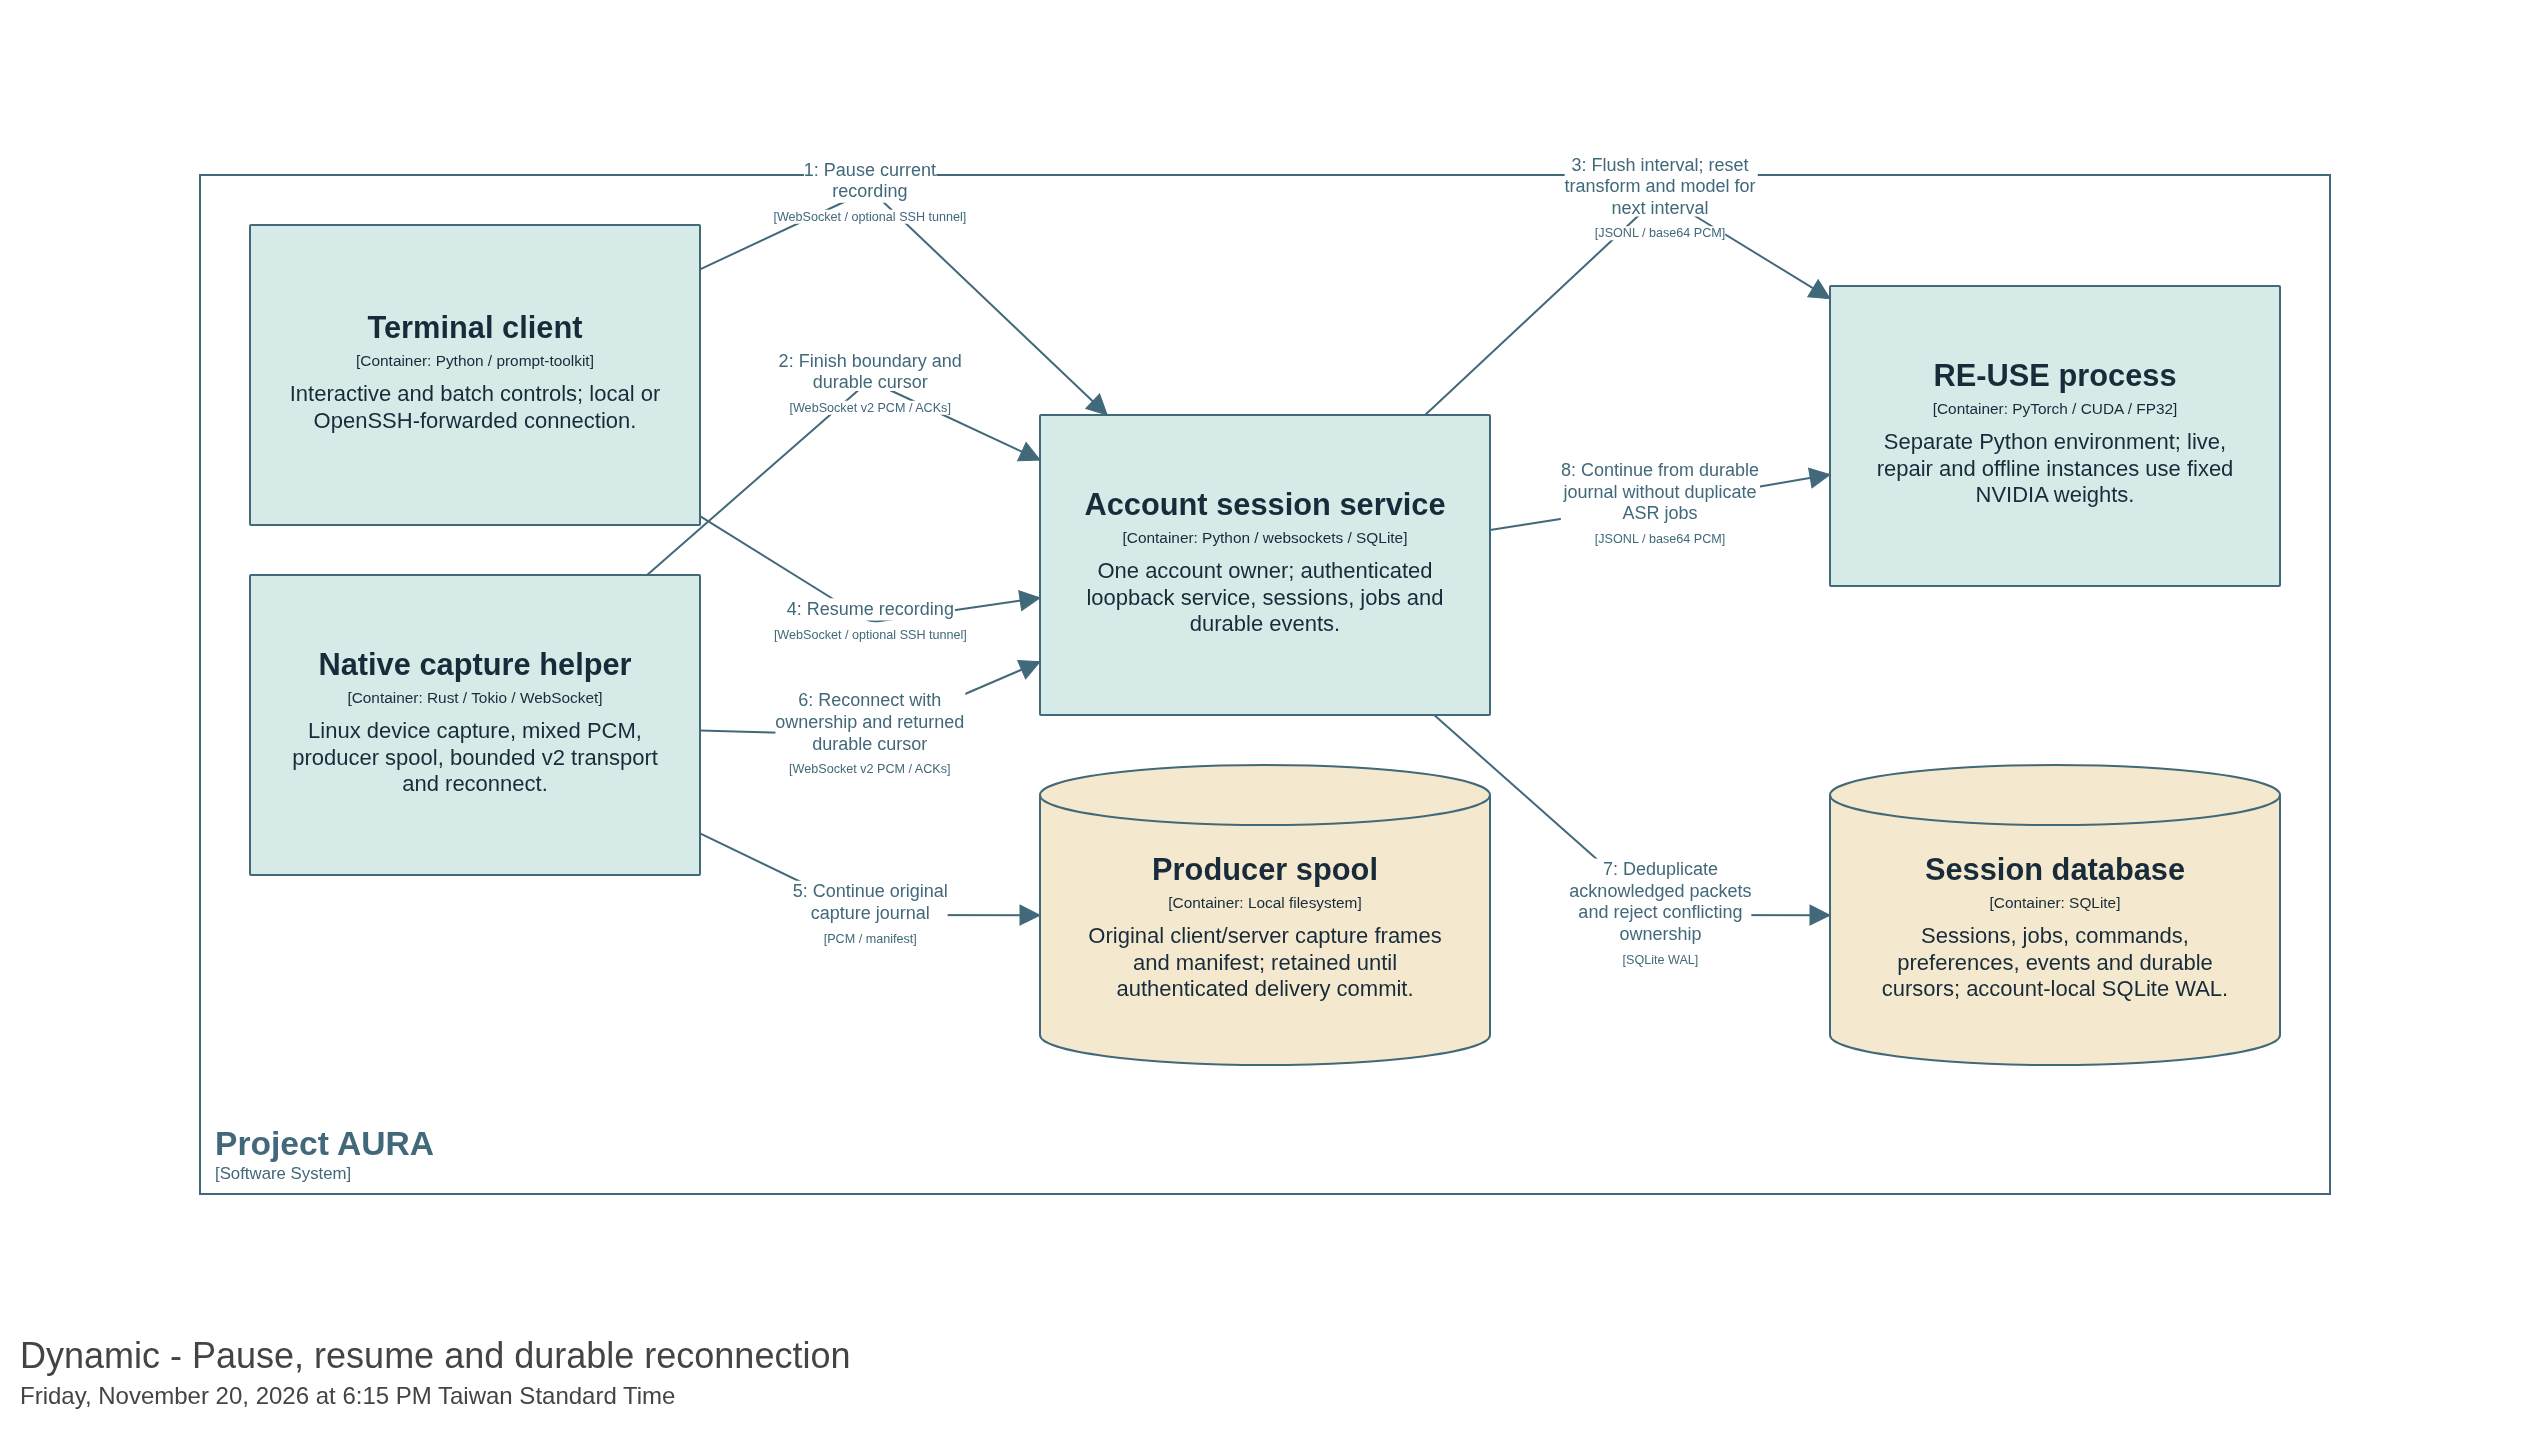 1: Pause current
recording
[WebSocket / optional SSH tunnel]
3: Flush interval; reset
transform and model for
next interval
[JSONL / base64 PCM]
Terminal client
[Container: Python / prompt-toolkit]
Interactive and batch controls; local or
OpenSSH-forwarded connection.
2: Finish boundary and
durable cursor
[WebSocket v2 PCM / ACKs]
RE-USE process
[Container: PyTorch / CUDA / FP32]
Separate Python environment; live,
repair and offline instances use fixed
NVIDIA weights.
Account session service
[Container: Python / websockets / SQLite]
One account owner; authenticated
loopback service, sessions, jobs and
durable events.
8: Continue from durable
journal without duplicate
ASR jobs
[JSONL / base64 PCM]
4: Resume recording
[WebSocket / optional SSH tunnel]
Native capture helper
[Container: Rust / Tokio / WebSocket]
Linux device capture, mixed PCM,
producer spool, bounded v2 transport
and reconnect.
6: Reconnect with
ownership and returned
durable cursor
[WebSocket v2 PCM / ACKs]
5: Continue original
capture journal
[PCM / manifest]
Producer spool
[Container: Local filesystem]
Original client/server capture frames
and manifest; retained until
authenticated delivery commit.
7: Deduplicate
acknowledged packets
and reject conflicting
ownership
[SQLite WAL]
Session database
[Container: SQLite]
Sessions, jobs, commands,
preferences, events and durable
cursors; account-local SQLite WAL.
Project AURA
[Software System]
Dynamic - Pause, resume and durable reconnection
Friday, November 20, 2026 at 6:15 PM Taiwan Standard Time